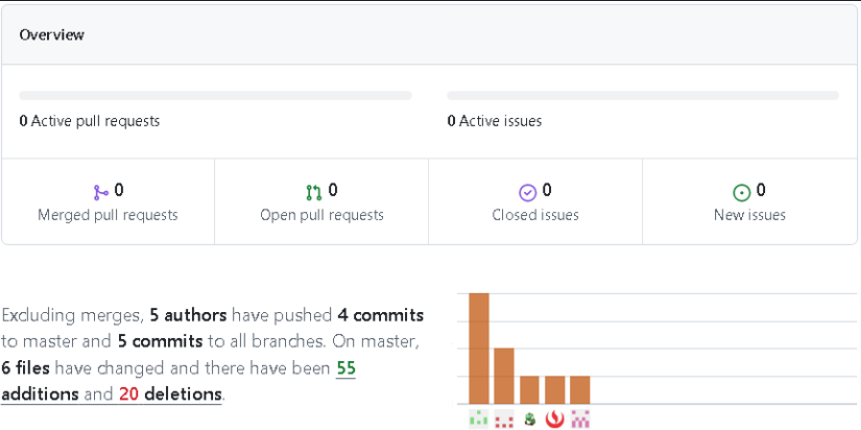 Overview
0 Active pull requests
0 Active issues
0
Merged pull requests
0
Open pull requests
0
Closed issues
0
New issues
Excluding merges, 5 authors have pushed 4 commits
to master and 5 commits to all branches. On master,
6 files have changed and there have been 55
additions and 20 deletions.